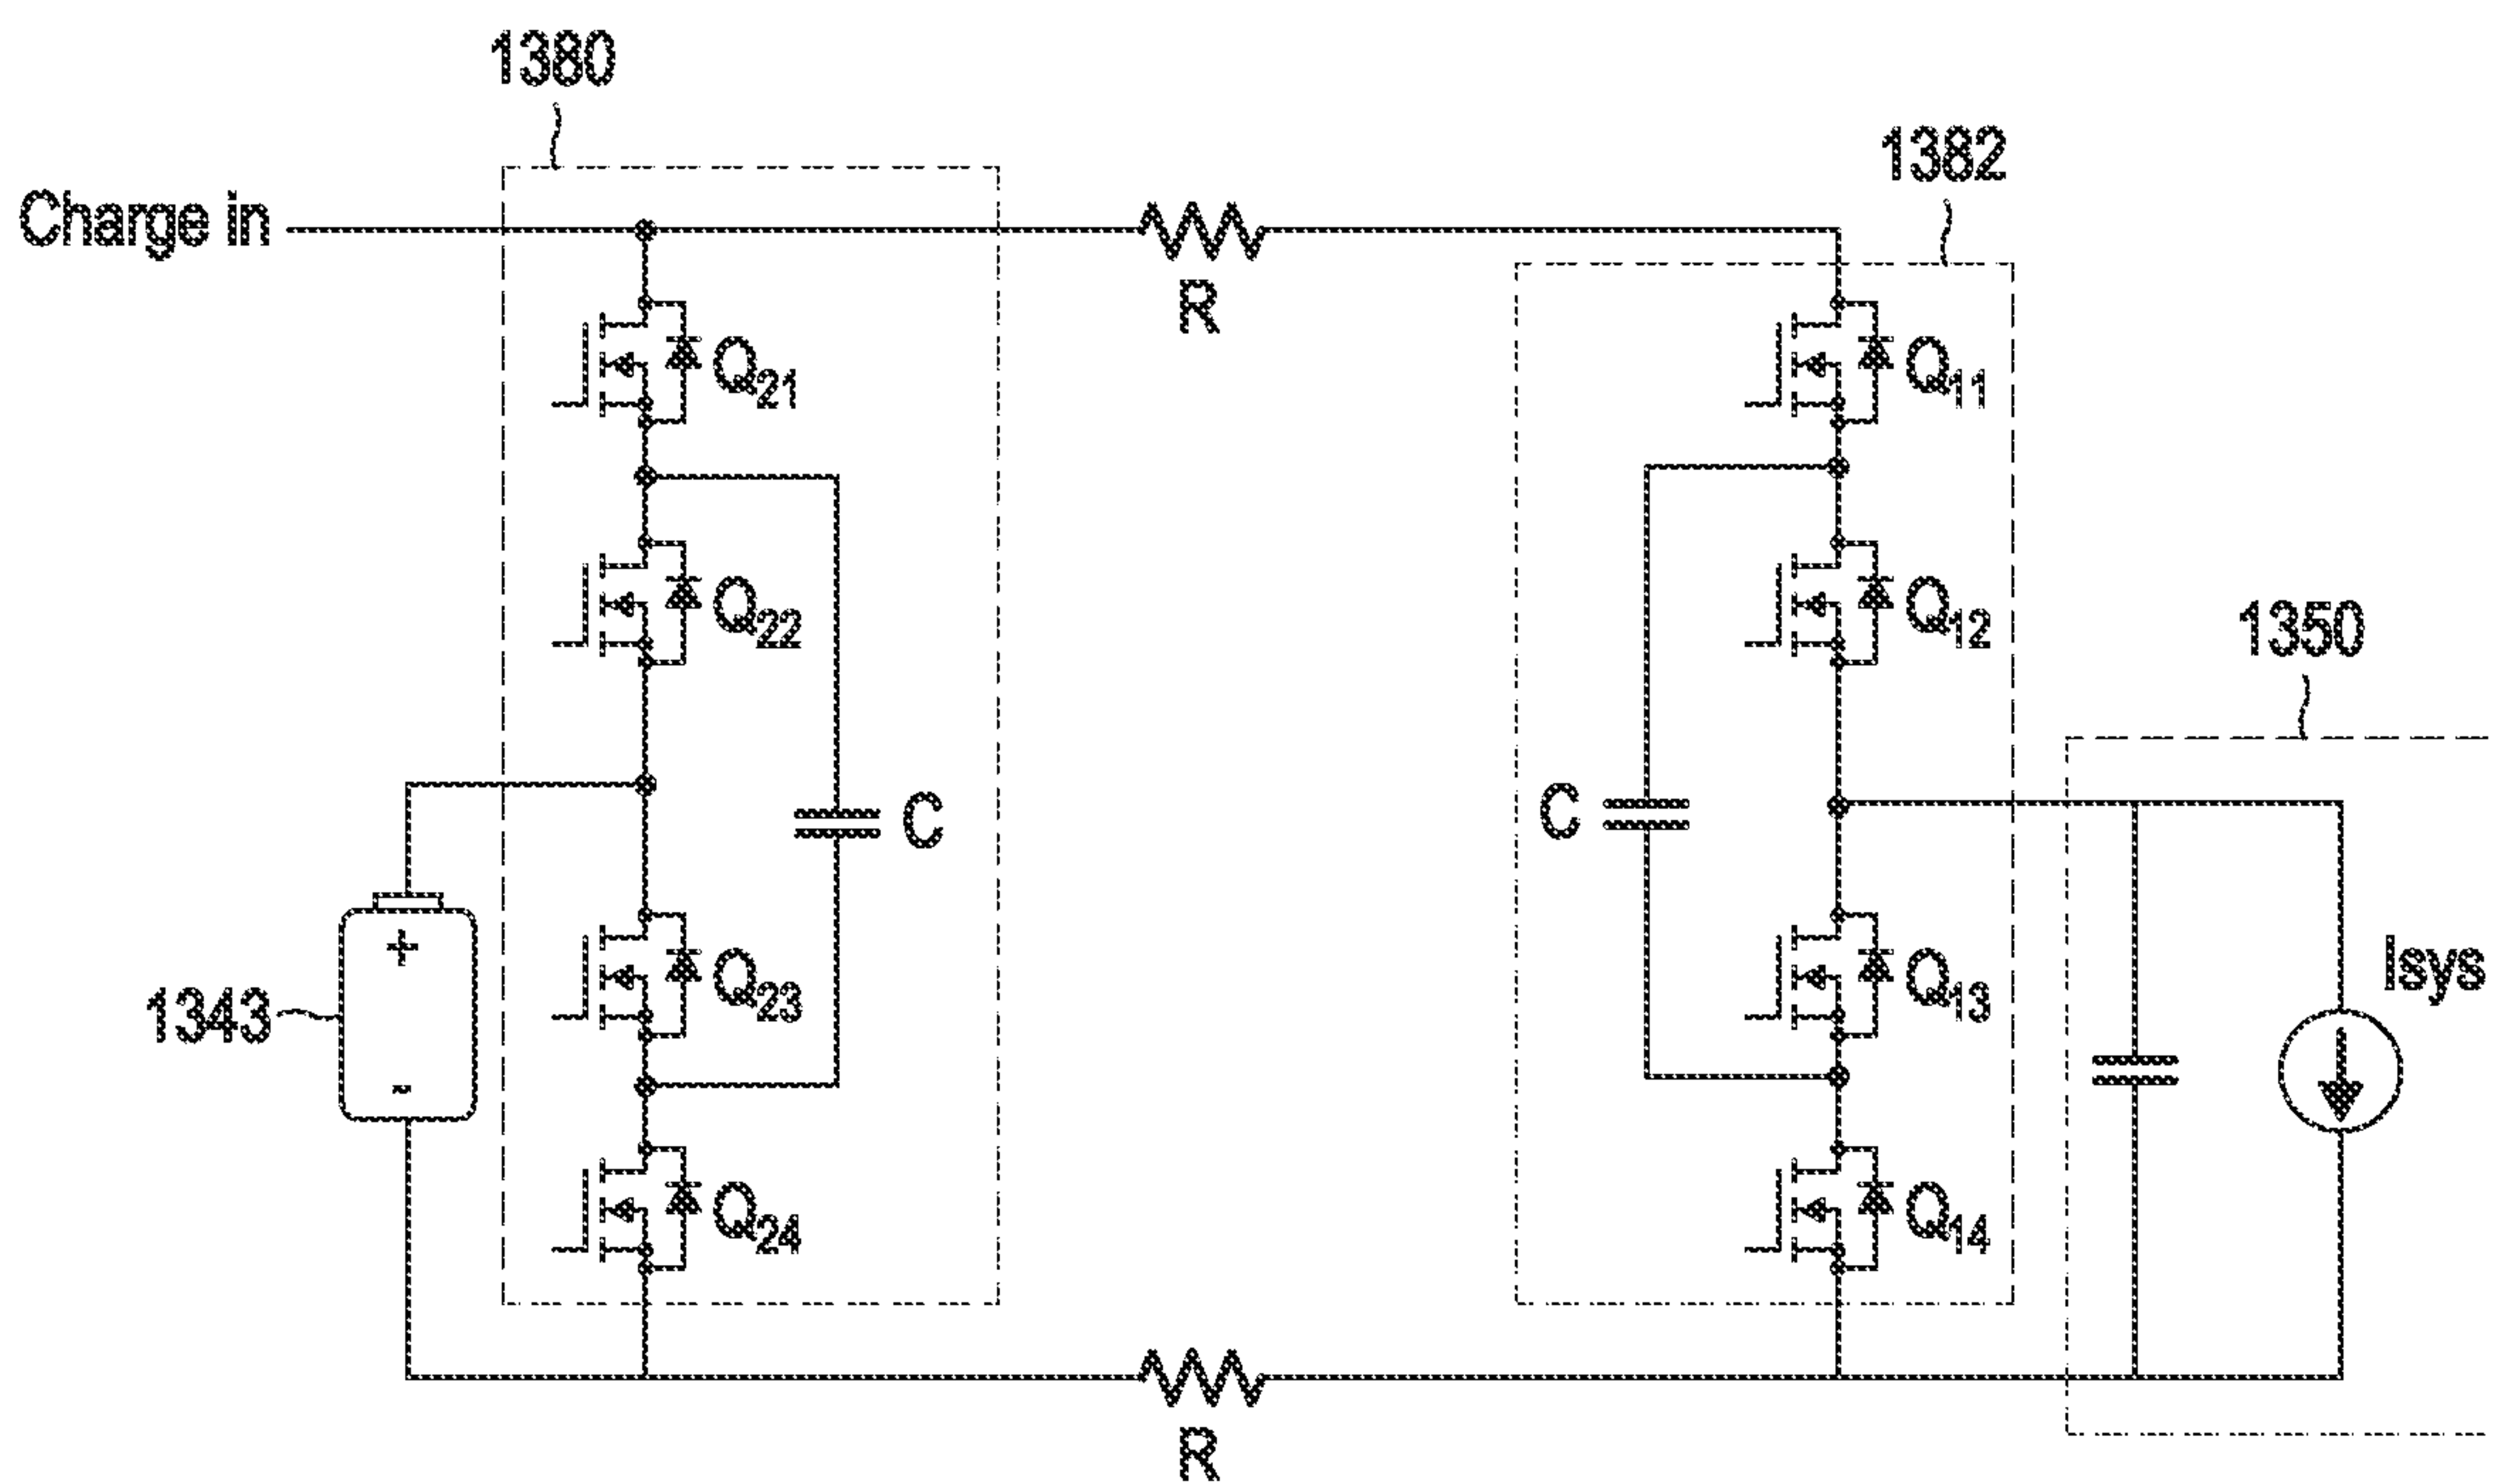 1380
1382
Charge in
R
Q21
Q11
Q22
Q12
1350
C
C
+
Q23
Q13
Isys
1343
-
Q24
Q14
R